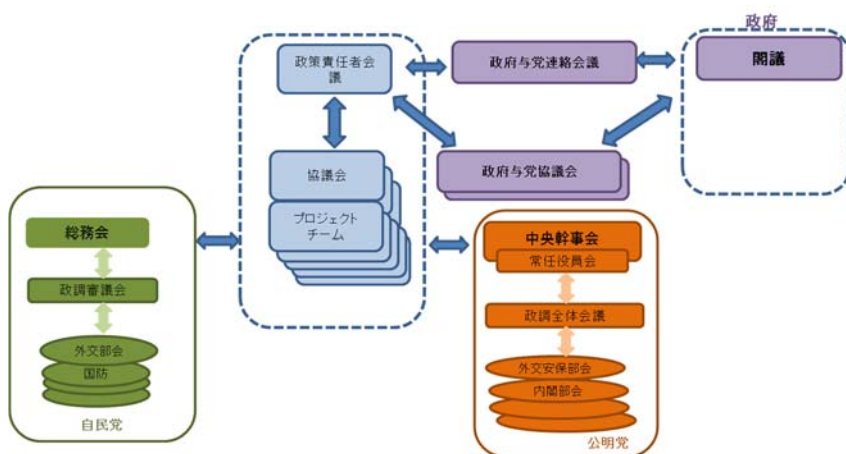 政府
政策責任者会
議
政府与党連絡会議
閣議
協議会
政府与党協議会
プロジェクト
チーム
総務会
政調審議会
外交部会
国防
自民党
中央幹事会
常任役員会
政調全体会議
外交安保部会
内閣部会
公明党